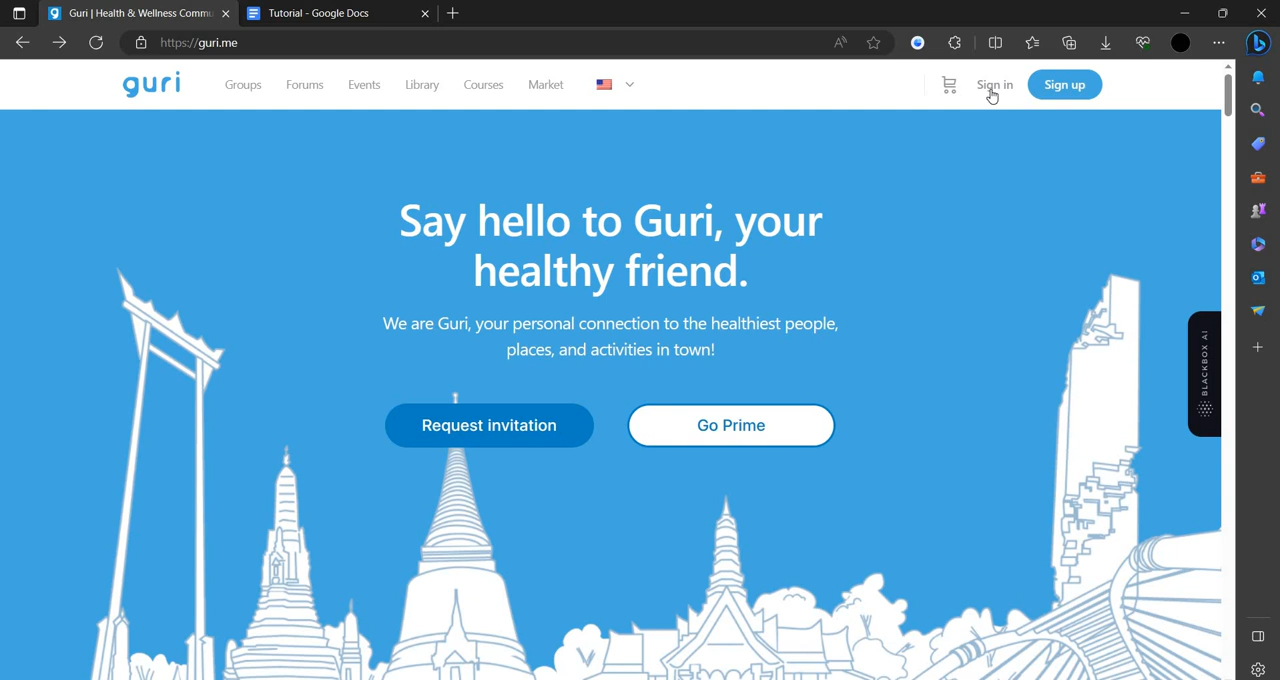 Guri | Health & Wellness Commu
Tutorial - Google Docs
https://guri.me
guri
Groups
Forums
Events
Library
Courses
Market
Sign in
Sign up
Say hello to Guri, your
healthy friend.
We are Guri, your personal connection to the healthiest people,
places, and activities in town!
Request invitation
Go Prime
BLACKBOX AI